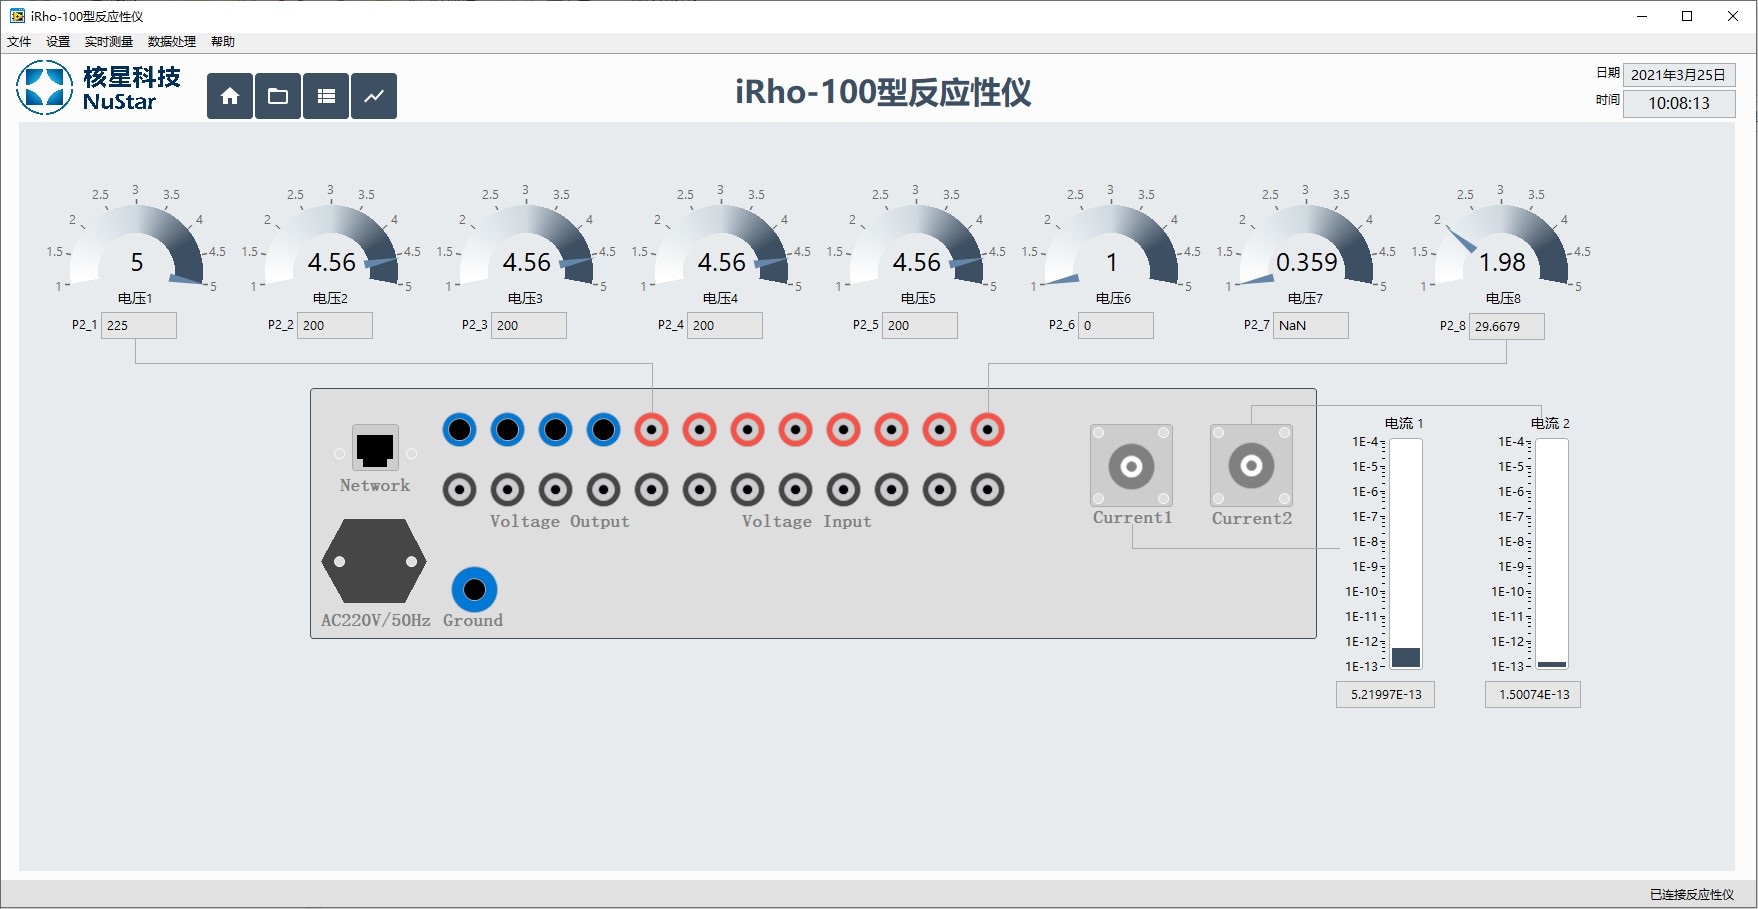 iRho-100型反应性仪
文件 设置 实时测量 数据处理 帮助
核星科技
NuStar
iRho-100型反应性仪
日期 2021年3月25日
时间 10:08:13
1 1.5 2 2.5 3 3.5 4 4.5 5
5
电压1
P2_1 225
1 1.5 2 2.5 3 3.5 4 4.5 5
4.56
电压2
P2_2 200
1 1.5 2 2.5 3 3.5 4 4.5 5
4.56
电压3
P2_3 200
1 1.5 2 2.5 3 3.5 4 4.5 5
4.56
电压4
P2_4 200
1 1.5 2 2.5 3 3.5 4 4.5 5
4.56
电压5
P2_5 200
1 1.5 2 2.5 3 3.5 4 4.5 5
1
电压6
P2_6 0
1 1.5 2 2.5 3 3.5 4 4.5 5
0.359
电压7
P2_7 NaN
1 1.5 2 2.5 3 3.5 4 4.5 5
1.98
电压8
P2_8 29.6679
Network
Voltage Output
Voltage Input
Current1
Current2
AC220V/50Hz
Ground
电流 1
1E-4
1E-5
1E-6
1E-7
1E-8
1E-9
1E-10
1E-11
1E-12
1E-13
5.21997E-13
电流 2
1E-4
1E-5
1E-6
1E-7
1E-8
1E-9
1E-10
1E-11
1E-12
1E-13
1.50074E-13
已连接反应性仪